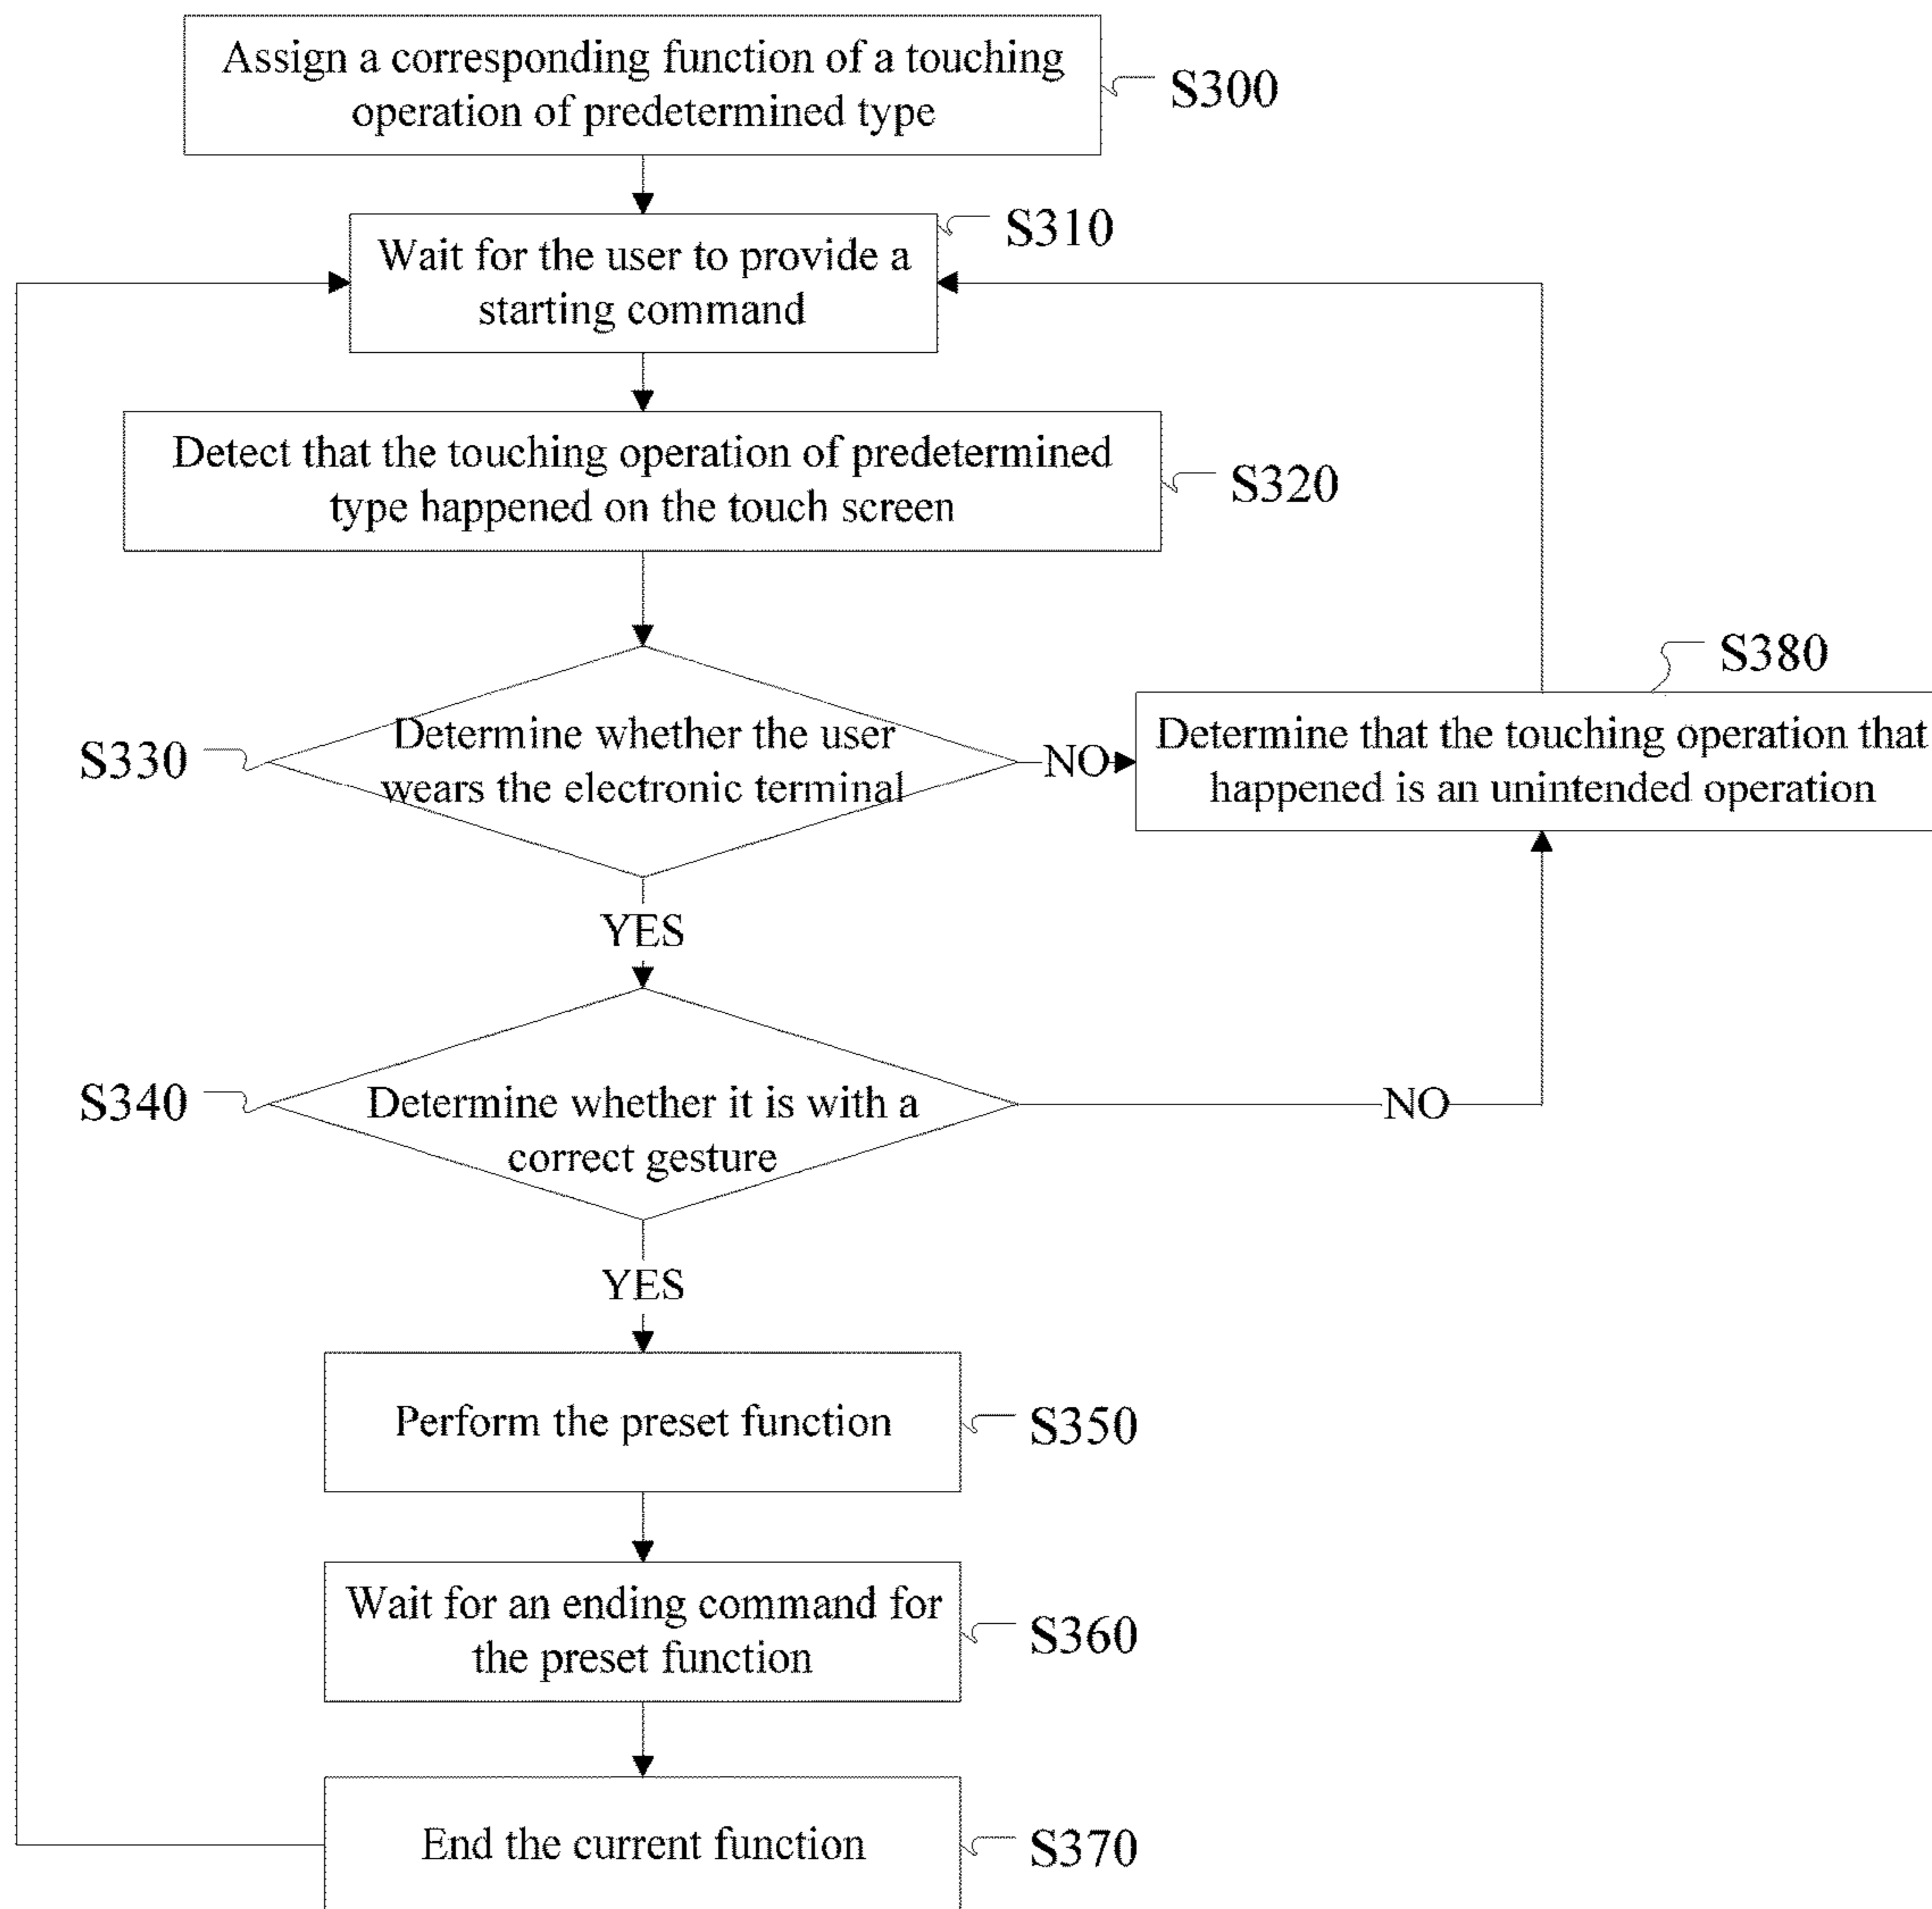 Assign a corresponding function of a touching
operation of predetermined type
S300
S310
Wait for the user to provide a
starting command
Detect that the touching operation of predetermined
type happened on the touch screen
S320
S330
Determine whether the user
wears the electronic terminal
NO
S380
Determine that the touching operation that
happened is an unintended operation
YES
S340
Determine whether it is with a
correct gesture
NO
YES
Perform the preset function
S350
Wait for an ending command for
the preset function
S360
End the current function
S370